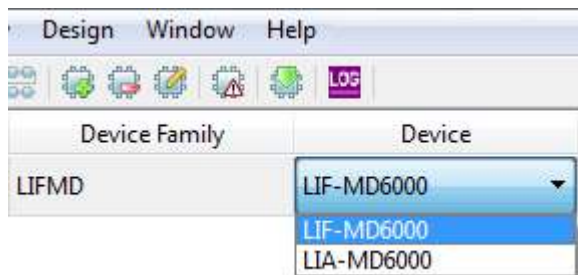 Design Window Help
LOG
Device Family Device
LIFMD LIF-MD6000
LIF-MD6000
LIA-MD6000